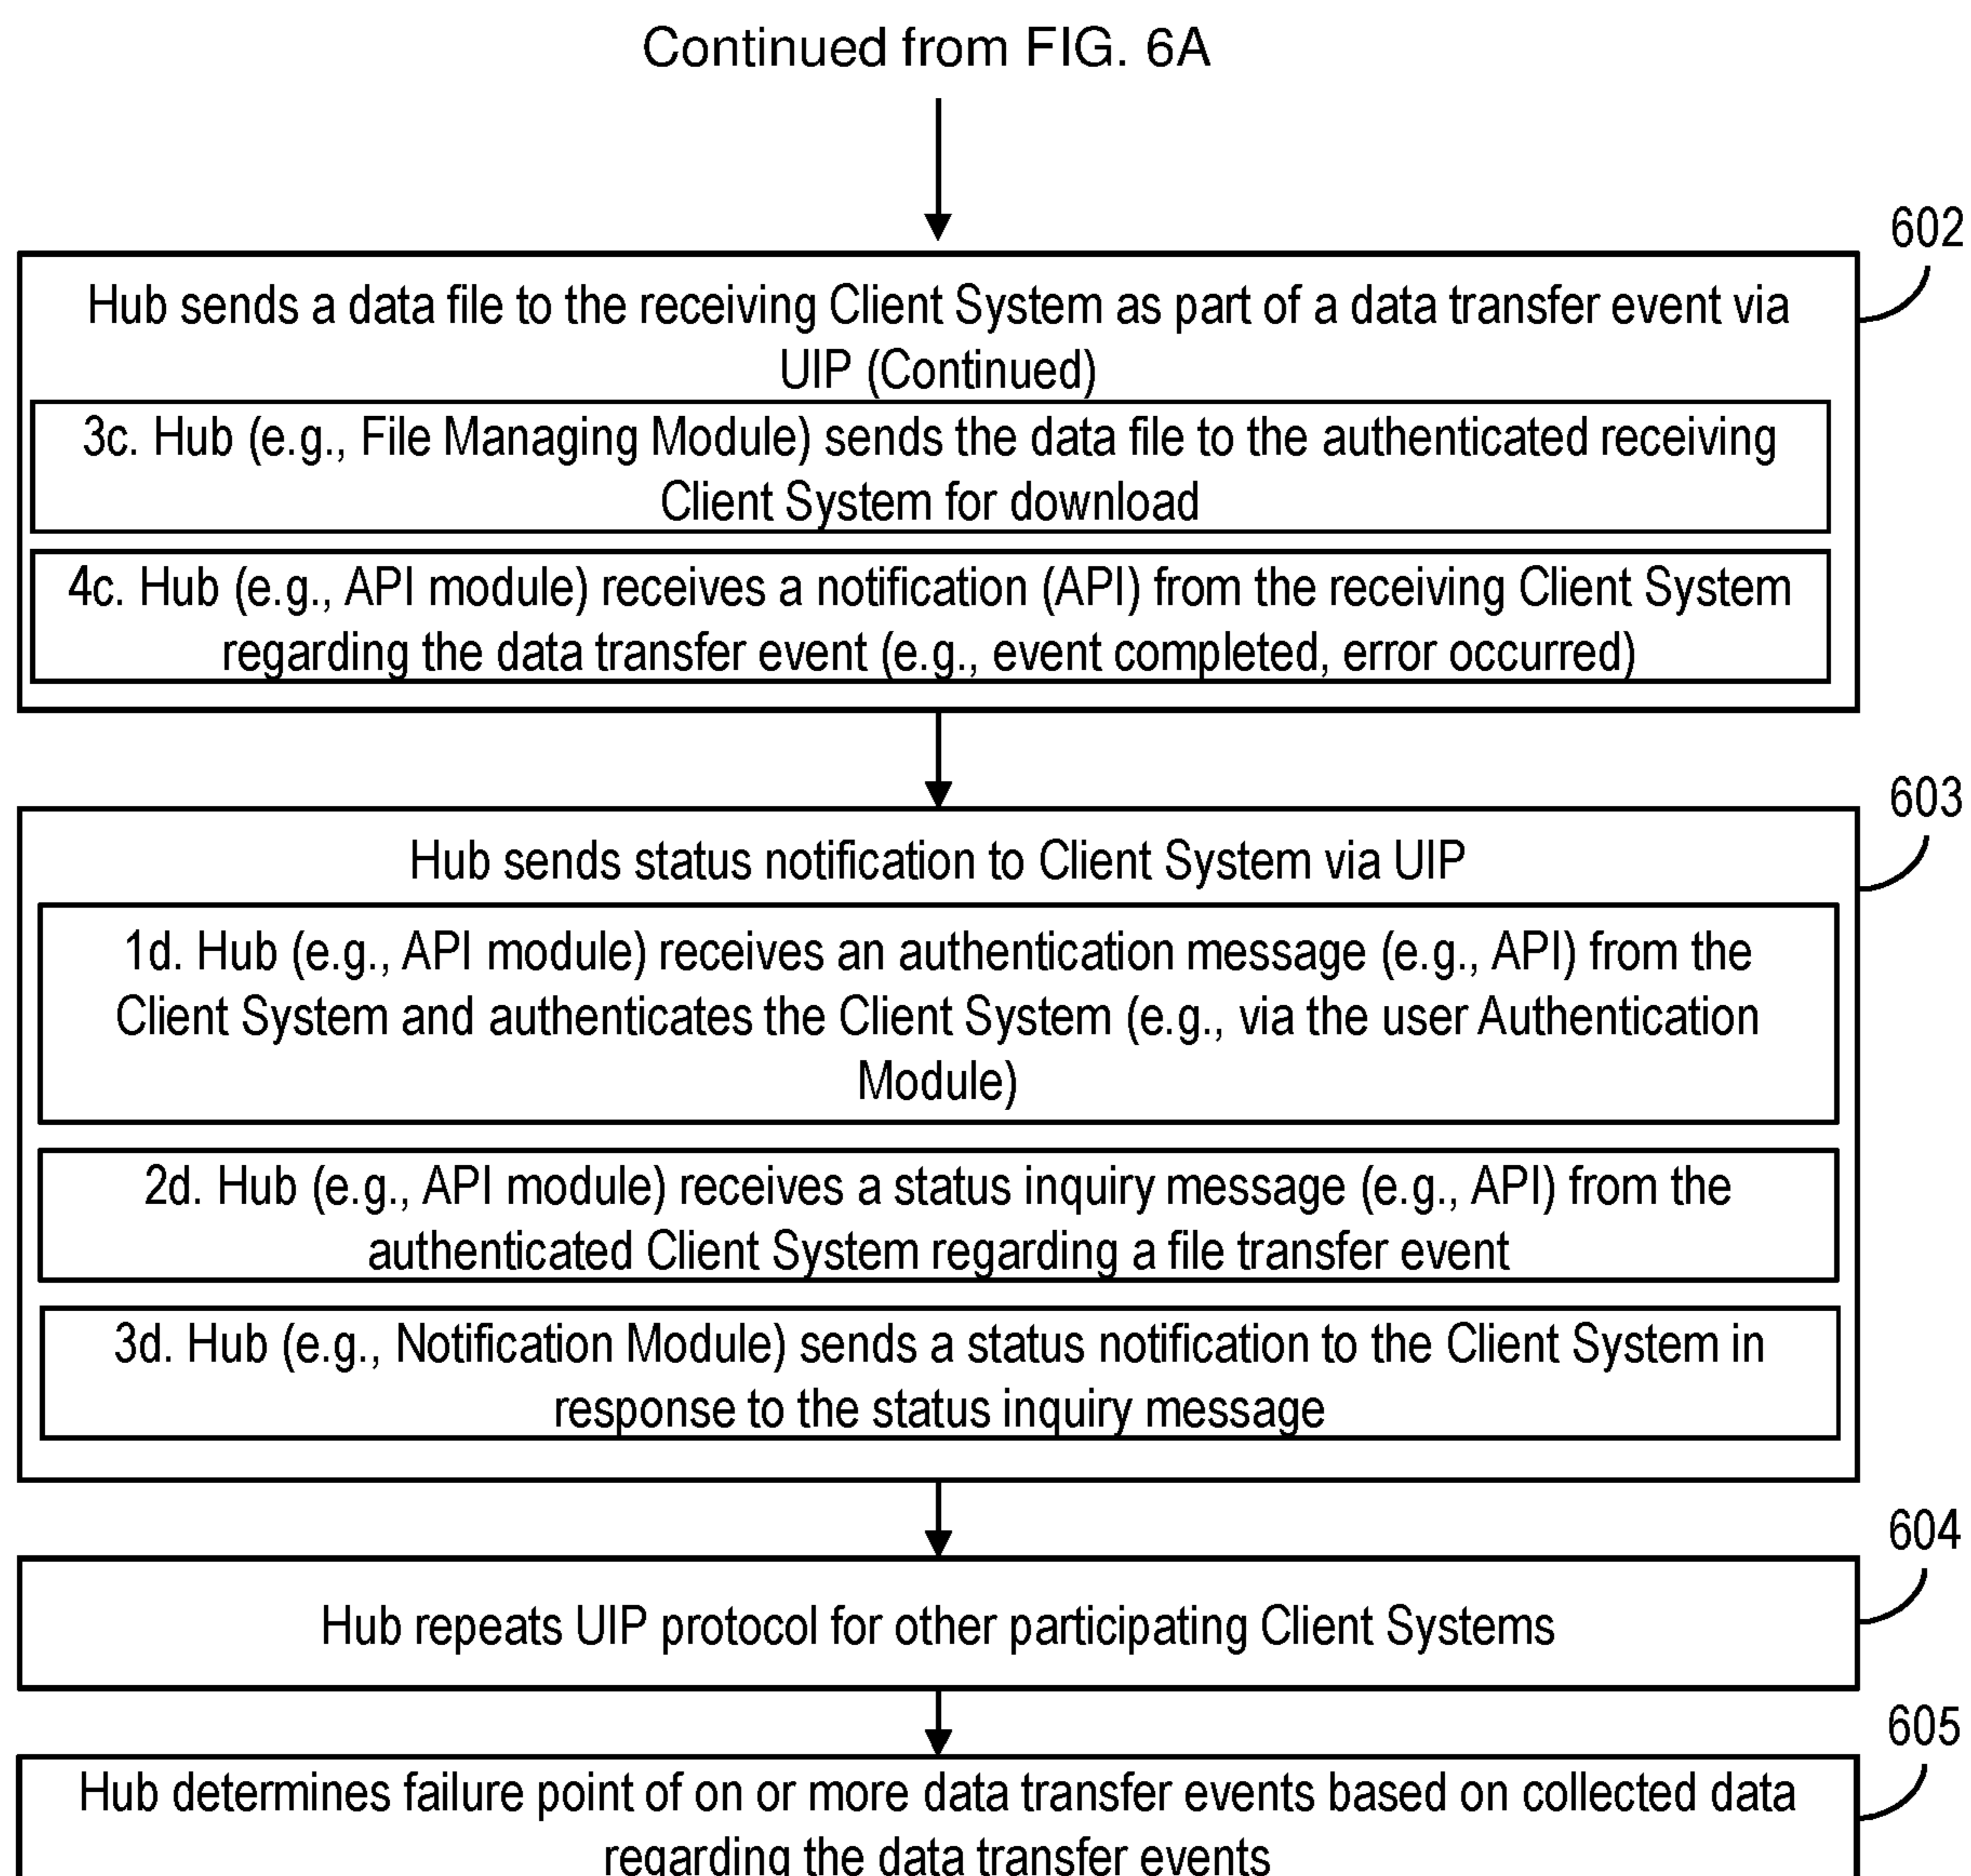 Continued from FIG. 6A
602
Hub sends a data file to the receiving Client System as part of a data transfer event via
UIP (Continued)
3c. Hub (e.g., File Managing Module) sends the data file to the authenticated receiving
Client System for download
4c. Hub (e.g., API module) receives a notification (API) from the receiving Client System
regarding the data transfer event (e.g., event completed, error occurred)
603
Hub sends status notification to Client System via UIP
1d. Hub (e.g., API module) receives an authentication message (e.g., API) from the
Client System and authenticates the Client System (e.g., via the user Authentication
Module)
2d. Hub (e.g., API module) receives a status inquiry message (e.g., API) from the
authenticated Client System regarding a file transfer event
3d. Hub (e.g., Notification Module) sends a status notification to the Client System in
response to the status inquiry message
604
Hub repeats UIP protocol for other participating Client Systems
605
Hub determines failure point of on or more data transfer events based on collected data
regarding the data transfer events